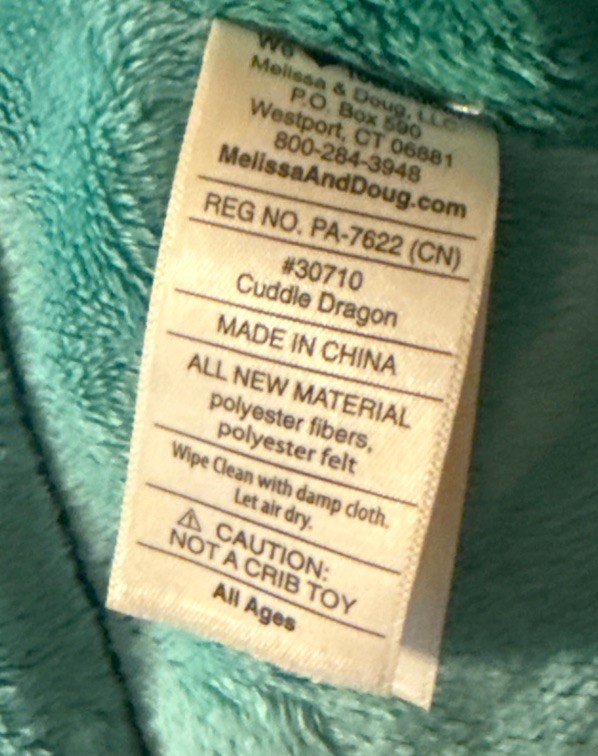 We
Melissa & Doug, LLC
P.O. Box 590
Westport, CT 06881
800-284-3948
MelissaAndDoug.com
REG NO. PA-7622 (CN)
#30710
Cuddle Dragon
MADE IN CHINA
ALL NEW MATERIAL
polyester fibers,
polyester felt
Wipe Clean with damp cloth.
Let air dry.
⚠ CAUTION:
NOT A CRIB TOY
All Ages